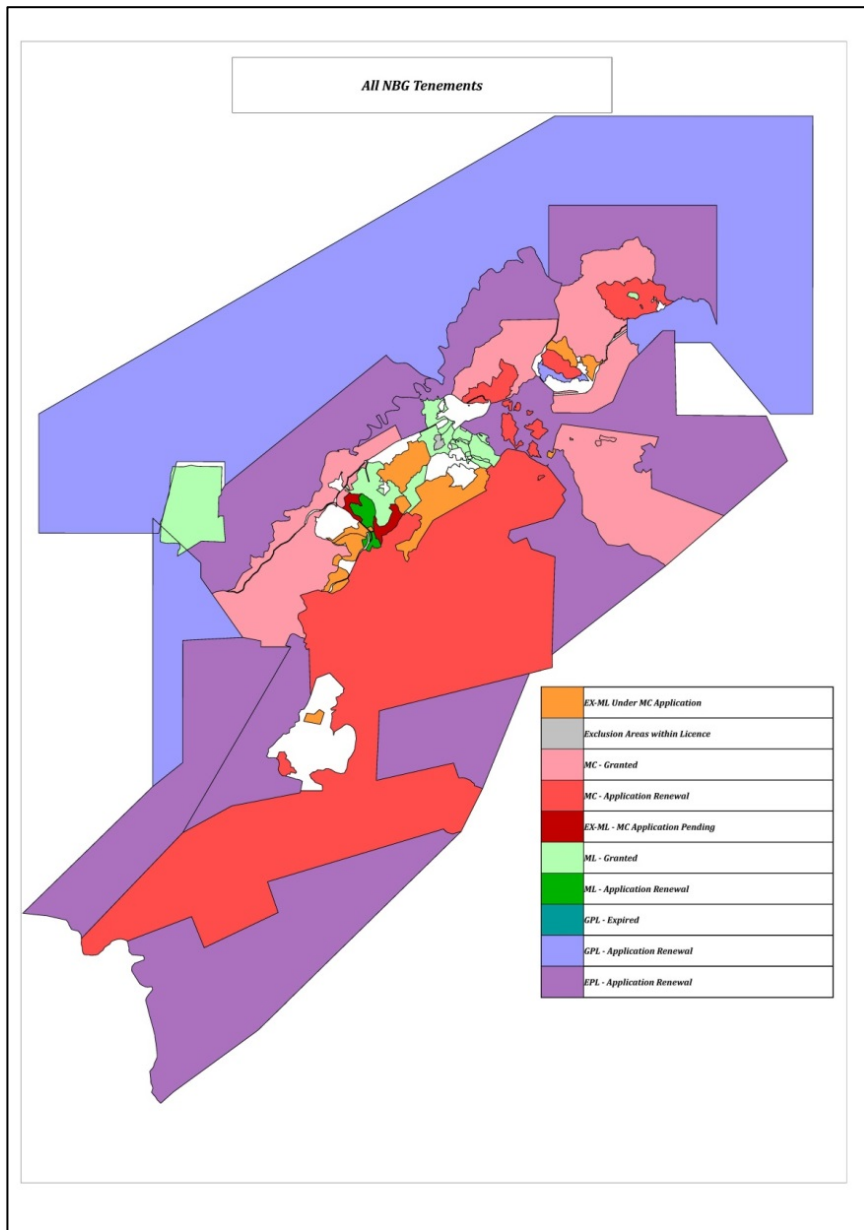 All NBG Tenements
EX-ML Under MC Application
Exclusion Areas within Licence
MC - Granted
MC - Application Renewal
EX-ML - MC Application Pending
ML - Granted
ML - Application Renewal
GPL - Expired
GPL - Application Renewal
EPL - Application Renewal